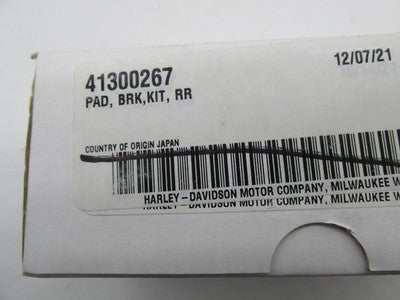 41300267 12/07/21
PAD, BRK,KIT, RR
COUNTRY OF ORIGIN JAPAN
HARLEY-DAVIDSON MOTOR COMPANY, MILWAUKEE W
HARLEY-DAVIDSON MOTOR COMPANY, MILWAUKEE W